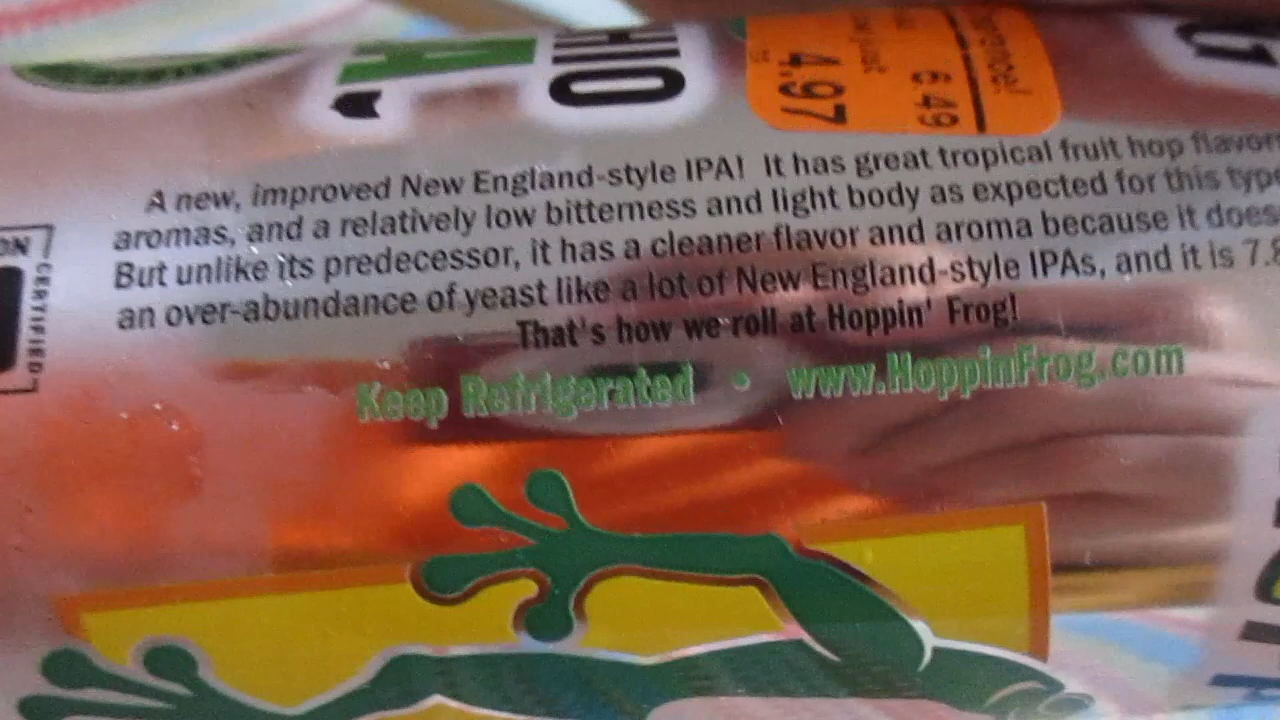 OHIO
6.49
4.97
A new, improved New England-style IPA! It has great tropical fruit hop flavor
aromas, and a relatively low bitterness and light body as expected for this type
But unlike its predecessor, it has a cleaner flavor and aroma because it does
an over-abundance of yeast like a lot of New England-style IPAs, and it is 7.8
That's how we roll at Hoppin' Frog!
Keep Refrigerated • www.HoppinFrog.com
CERTIFIED